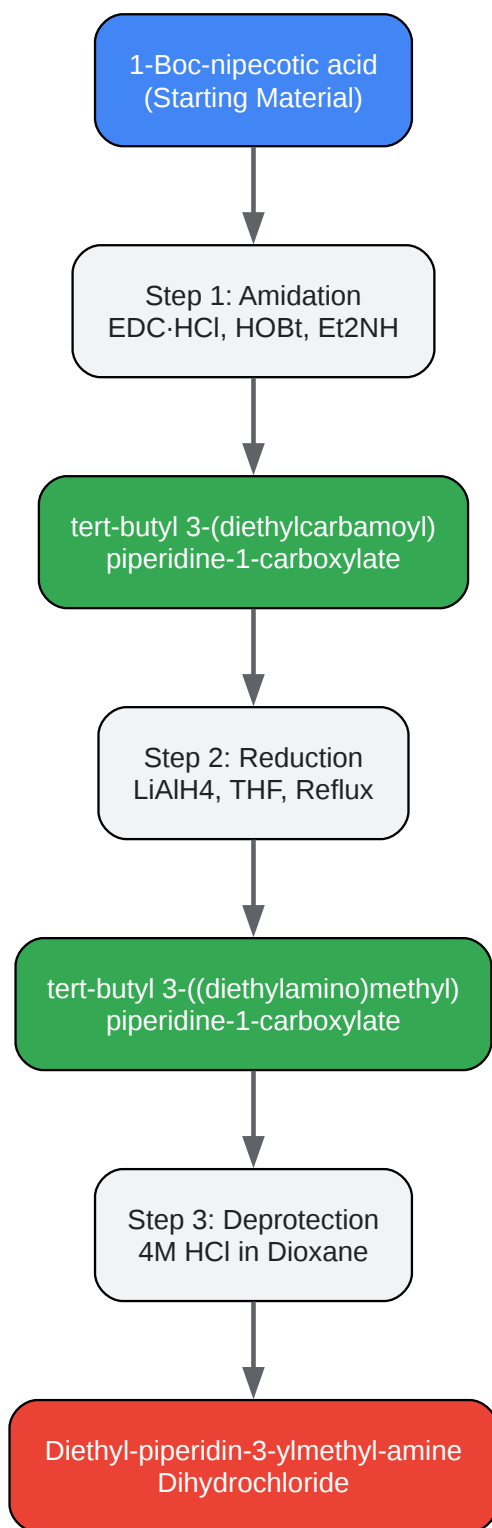 1-Boc-nipecotic acid
(Starting Material)
Step 1: Amidation
EDC·HCl, HOBt, Et2NH
tert-butyl 3-(diethylcarbamoyl)
piperidine-1-carboxylate
Step 2: Reduction
LiAlH4, THF, Reflux
tert-butyl 3-((diethylamino)methyl)
piperidine-1-carboxylate
Step 3: Deprotection
4M HCl in Dioxane
Diethyl-piperidin-3-ylmethyl-amine
Dihydrochloride